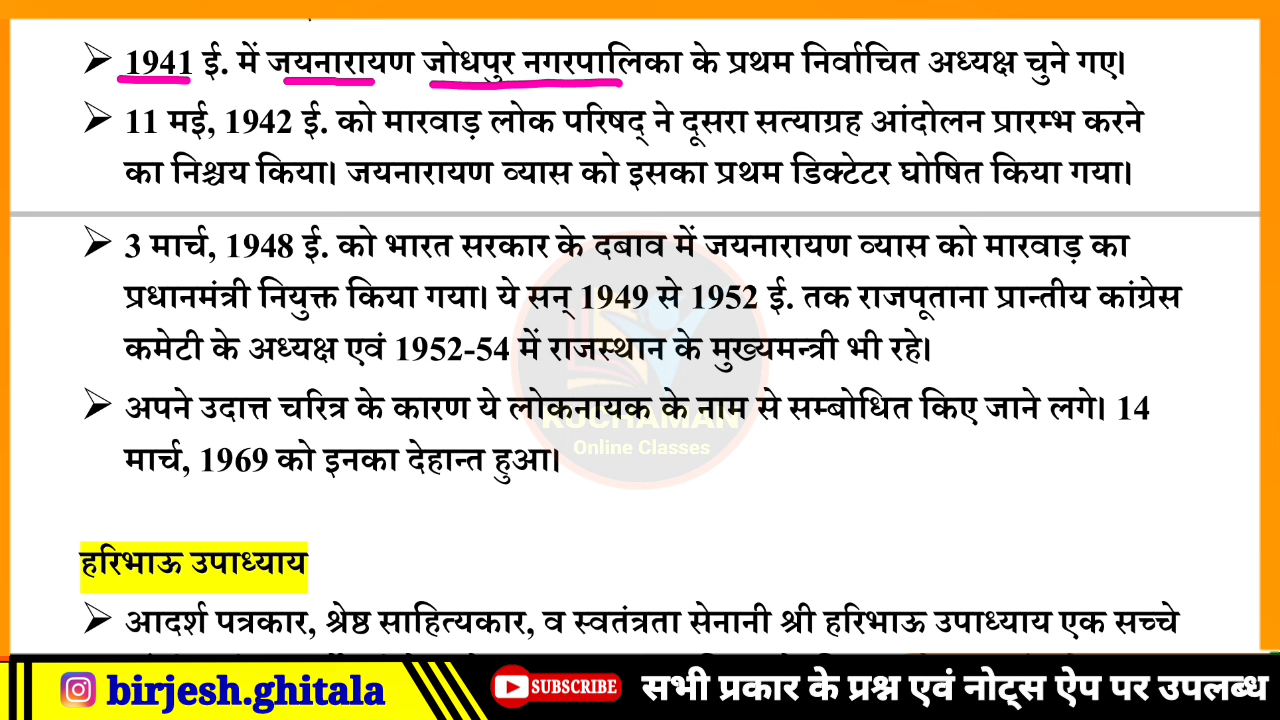 ➢ 1941 ई. में जयनारायण जोधपुर नगरपालिका के प्रथम निर्वाचित अध्यक्ष चुने गए।
➢ 11 मई, 1942 ई. को मारवाड़ लोक परिषद् ने दूसरा सत्याग्रह आंदोलन प्रारम्भ करने
का निश्चय किया। जयनारायण व्यास को इसका प्रथम डिक्टेटर घोषित किया गया।
➢ 3 मार्च, 1948 ई. को भारत सरकार के दबाव में जयनारायण व्यास को मारवाड़ का
प्रधानमंत्री नियुक्त किया गया। ये सन् 1949 से 1952 ई. तक राजपूताना प्रान्तीय कांग्रेस
कमेटी के अध्यक्ष एवं 1952-54 में राजस्थान के मुख्यमन्त्री भी रहे।
➢ अपने उदात्त चरित्र के कारण ये लोकनायक के नाम से सम्बोधित किए जाने लगे। 14
मार्च, 1969 को इनका देहान्त हुआ।
KUCHAMAN
Online Classes
हरिभाऊ उपाध्याय
➢ आदर्श पत्रकार, श्रेष्ठ साहित्यकार, व स्वतंत्रता सेनानी श्री हरिभाऊ उपाध्याय एक सच्चे
birjesh.ghitala
SUBSCRIBE
सभी प्रकार के प्रश्न एवं नोट्स ऐप पर उपलब्ध